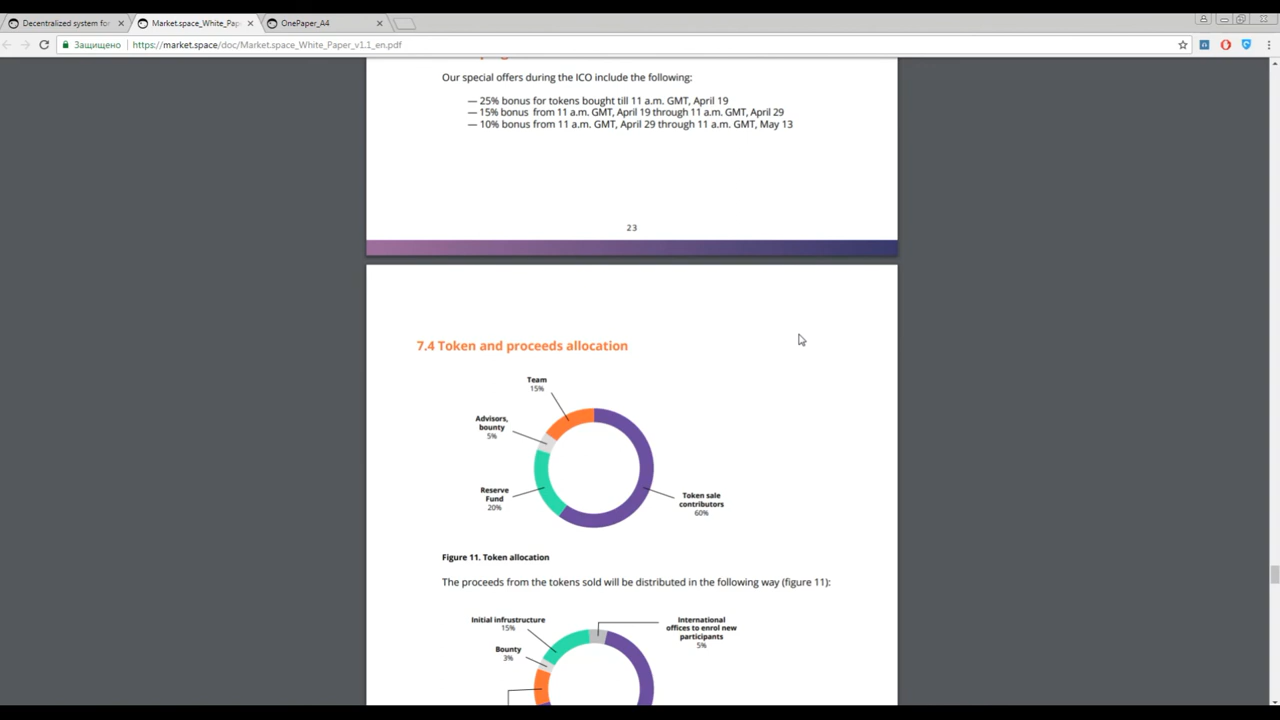 Decentralized system for
Market.space_White_Pap
OnePaper_A4
Защищено
https://market.space/doc/Market.space_White_Paper_v1.1_en.pdf
Our special offers during the ICO include the following:
— 25% bonus for tokens bought till 11 a.m. GMT, April 19
— 15% bonus from 11 a.m. GMT, April 19 through 11 a.m. GMT, April 29
— 10% bonus from 11 a.m. GMT, April 29 through 11 a.m. GMT, May 13
23
7.4 Token and proceeds allocation
Team
15%
Advisors,
bounty
5%
Reserve
Fund
20%
Token sale
contributors
60%
Figure 11. Token allocation
The proceeds from the tokens sold will be distributed in the following way (figure 11):
Initial infrustructure
15%
International
offices to enrol new
participants
5%
Bounty
3%